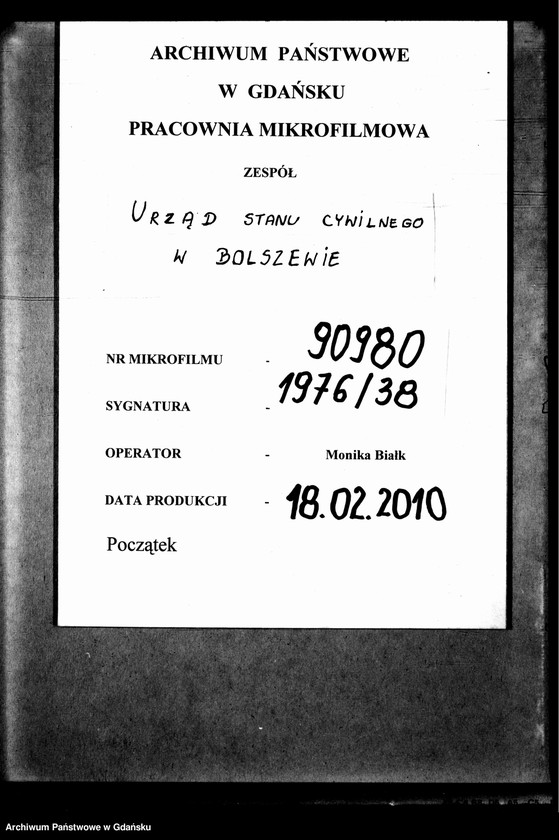 ARCHIWUM PAŃSTWOWE
W GDAŃSKU
PRACOWNIA MIKROFILMOWA
ZESPÓŁ
URZĄD STANU CYWILNEGO
W BOLSZEWIE
NR MIKROFILMU - 90980
SYGNATURA - 1976/38
OPERATOR - Monika Białk
DATA PRODUKCJI - 18.02.2010
Początek
Archiwum Państwowe w Gdańsku